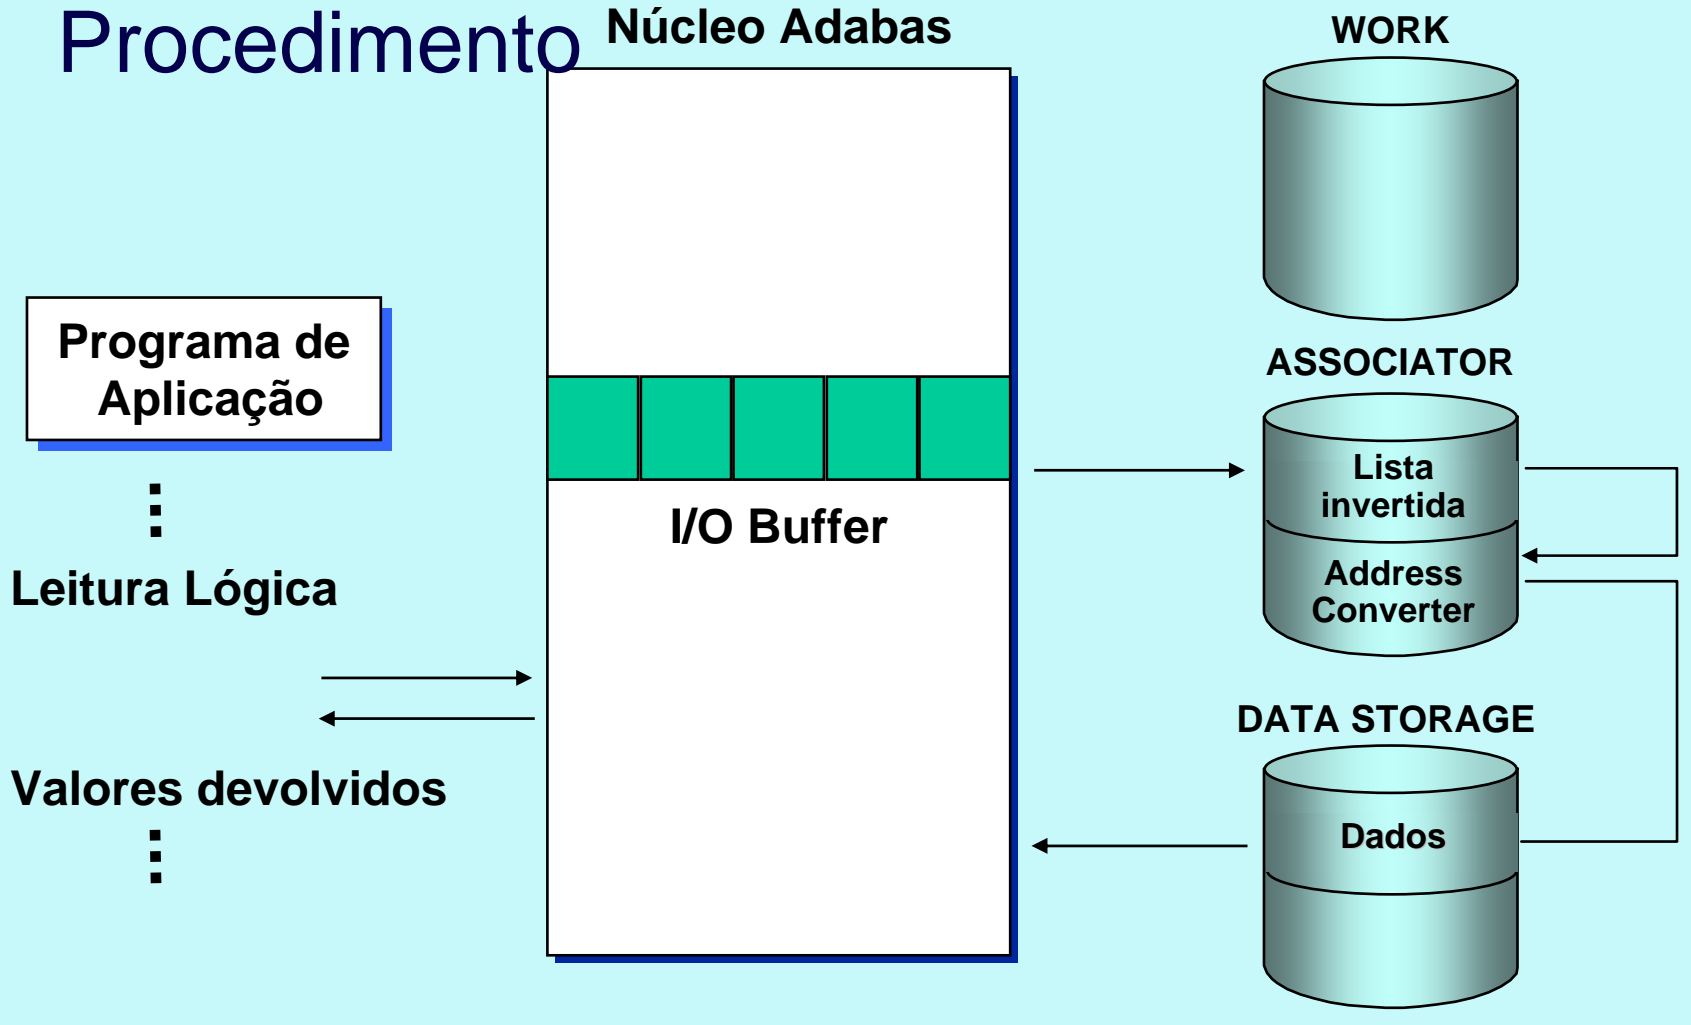 Procedimento
Núcleo Adabas
WORK
Programa de
Aplicação
ASSOCIATOR
Lista
invertida
I/O Buffer
Address
Converter
Leitura Lógica
DATA STORAGE
Valores devolvidos
Dados